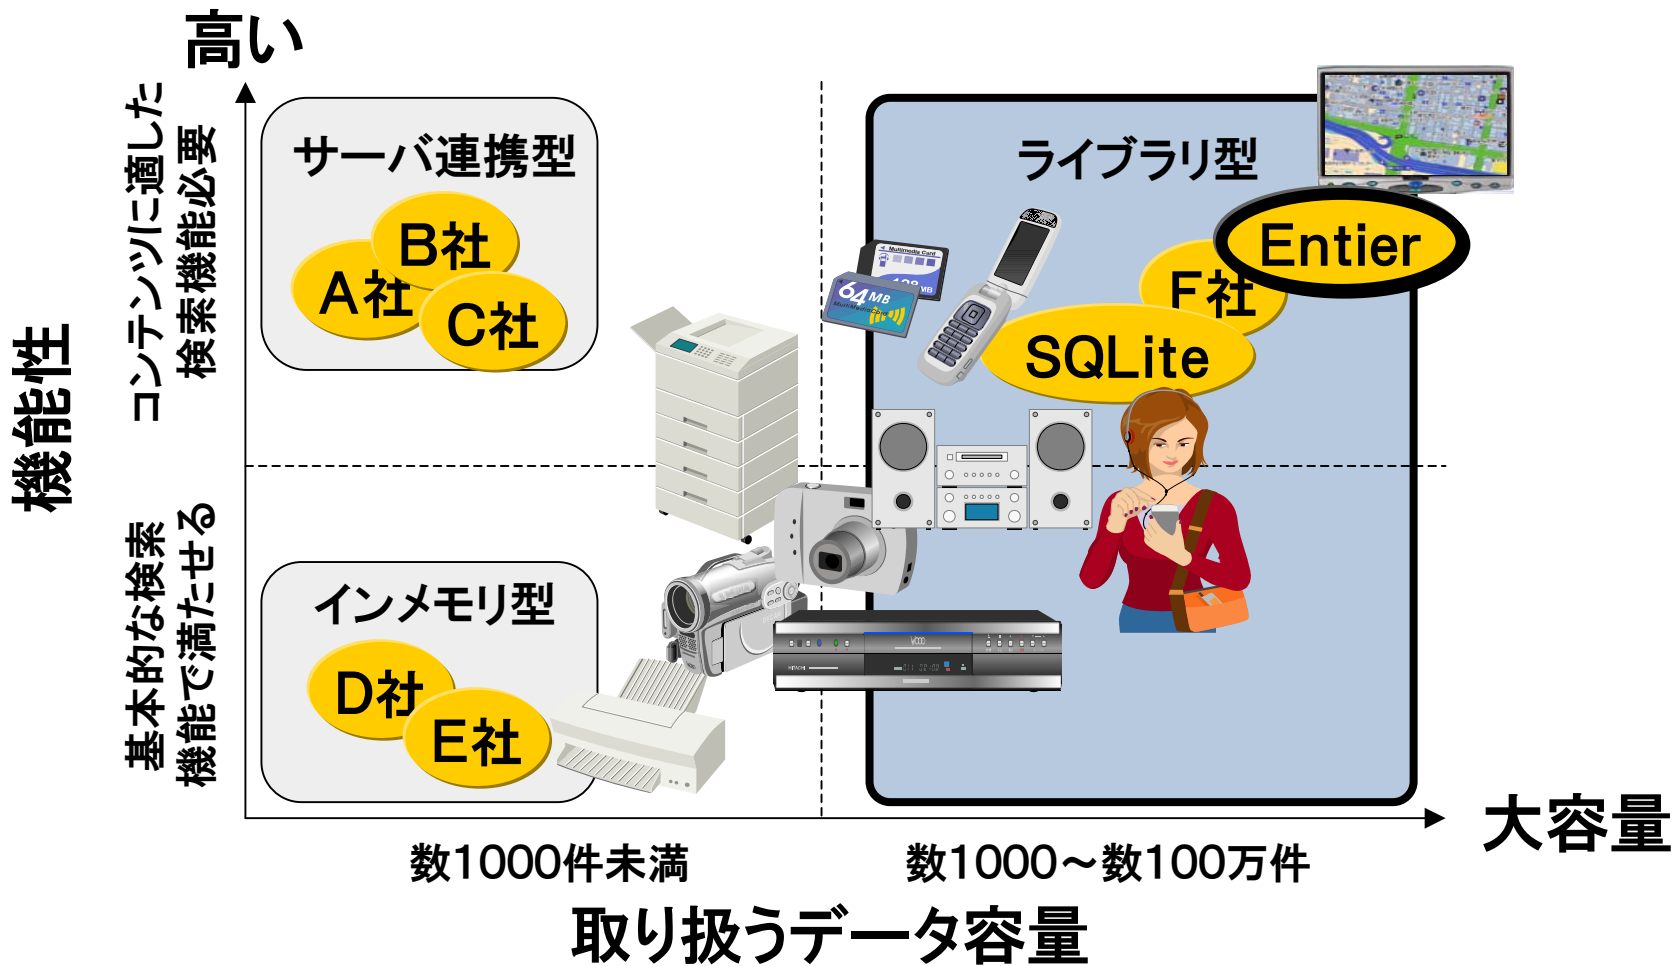 高い
機能性
コンテンツに適した
検索機能必要
基本的な検索
機能で満たせる
サーバ連携型
A社
B社
C社
インメモリ型
D社
E社
ライブラリ型
Entier
F社
SQLite
Multimedia Card
64MB
MultiMediaCard
HITACHI
数1000件未満
数1000～数100万件
大容量
取り扱うデータ容量